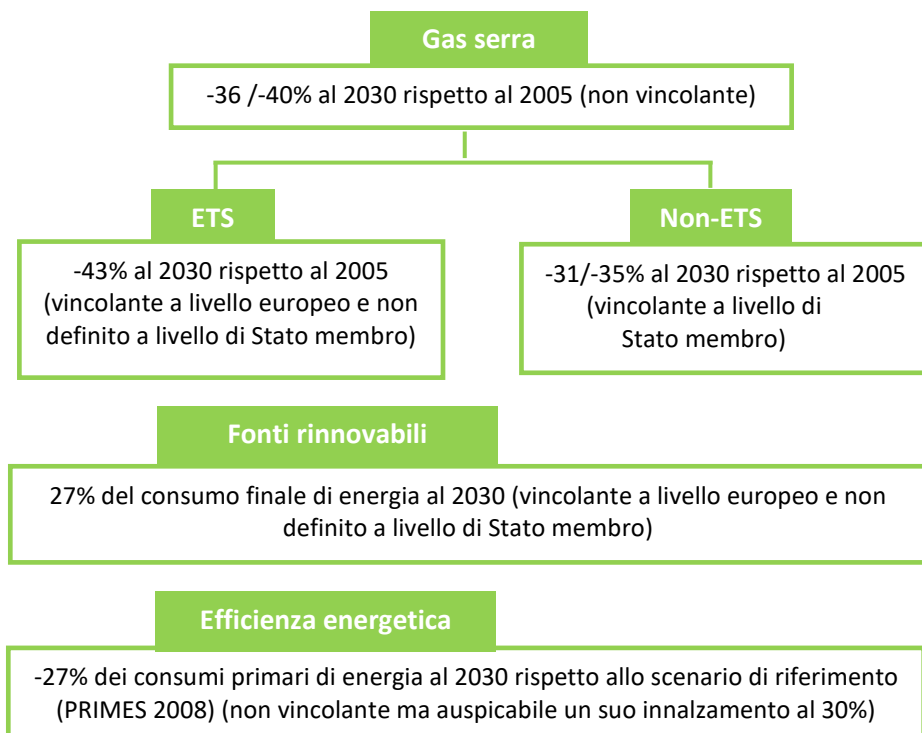 Gas serra
-36 /-40% al 2030 rispetto al 2005 (non vincolante)
ETS
-43% al 2030 rispetto al 2005
(vincolante a livello europeo e non
definito a livello di Stato membro)
Non-ETS
-31/-35% al 2030 rispetto al 2005
(vincolante a livello di
Stato membro)
Fonti rinnovabili
27% del consumo finale di energia al 2030 (vincolante a livello europeo e non
definito a livello di Stato membro)
Efficienza energetica
-27% dei consumi primari di energia al 2030 rispetto allo scenario di riferimento
(PRIMES 2008) (non vincolante ma auspicabile un suo innalzamento al 30%)